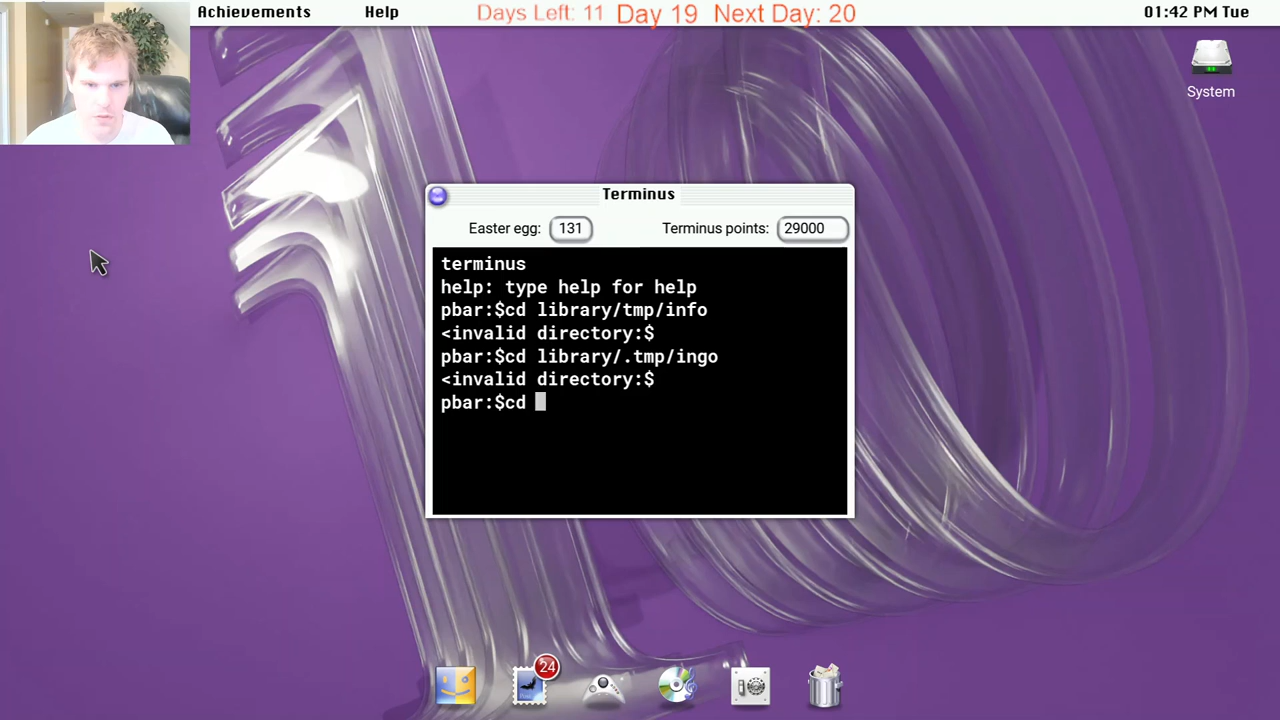 Achievements Help Days Left: 11 Day 19 Next Day: 20 01:42 PM Tue
System
Terminus
Easter egg: 131 Terminus points: 29000
terminus
help: type help for help
pbar:$cd library/tmp/info
<invalid directory:$
pbar:$cd library/.tmp/ingo
<invalid directory:$
pbar:$cd
24